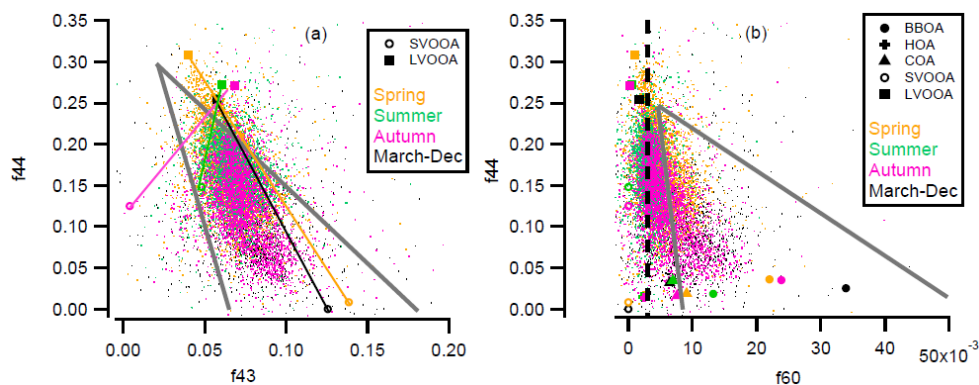 (a)
SVOOA
LVOOA
Spring
Summer
Autumn
March-Dec
f44
0.35
0.30
0.25
0.20
0.15
0.10
0.05
0.00
0.00 0.05 0.10 0.15 0.20
f43
(b)
BBOA
HOA
COA
SVOOA
LVOOA
Spring
Summer
Autumn
March-Dec
f44
0.35
0.30
0.25
0.20
0.15
0.10
0.05
0.00
0 10 20 30 40 50x10⁻³
f60